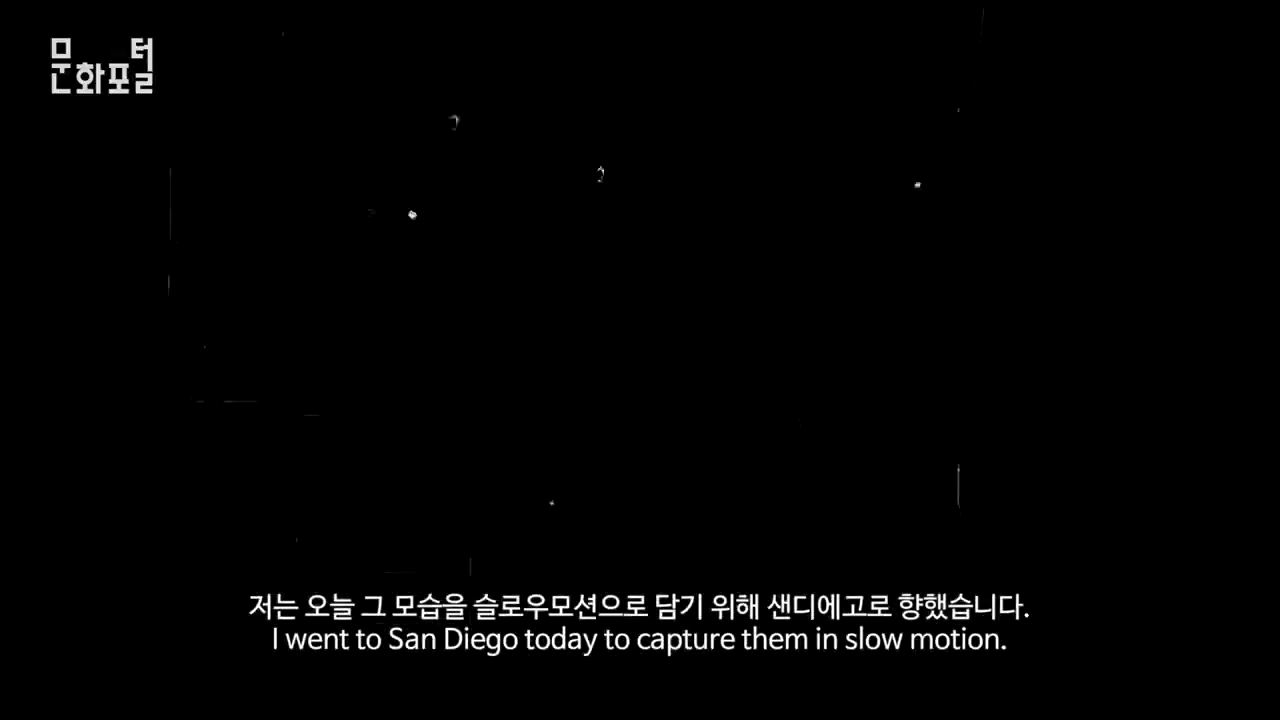 문화포털
저는 오늘 그 모습을 슬로우모션으로 담기 위해 샌디에고로 향했습니다.
I went to San Diego today to capture them in slow motion.